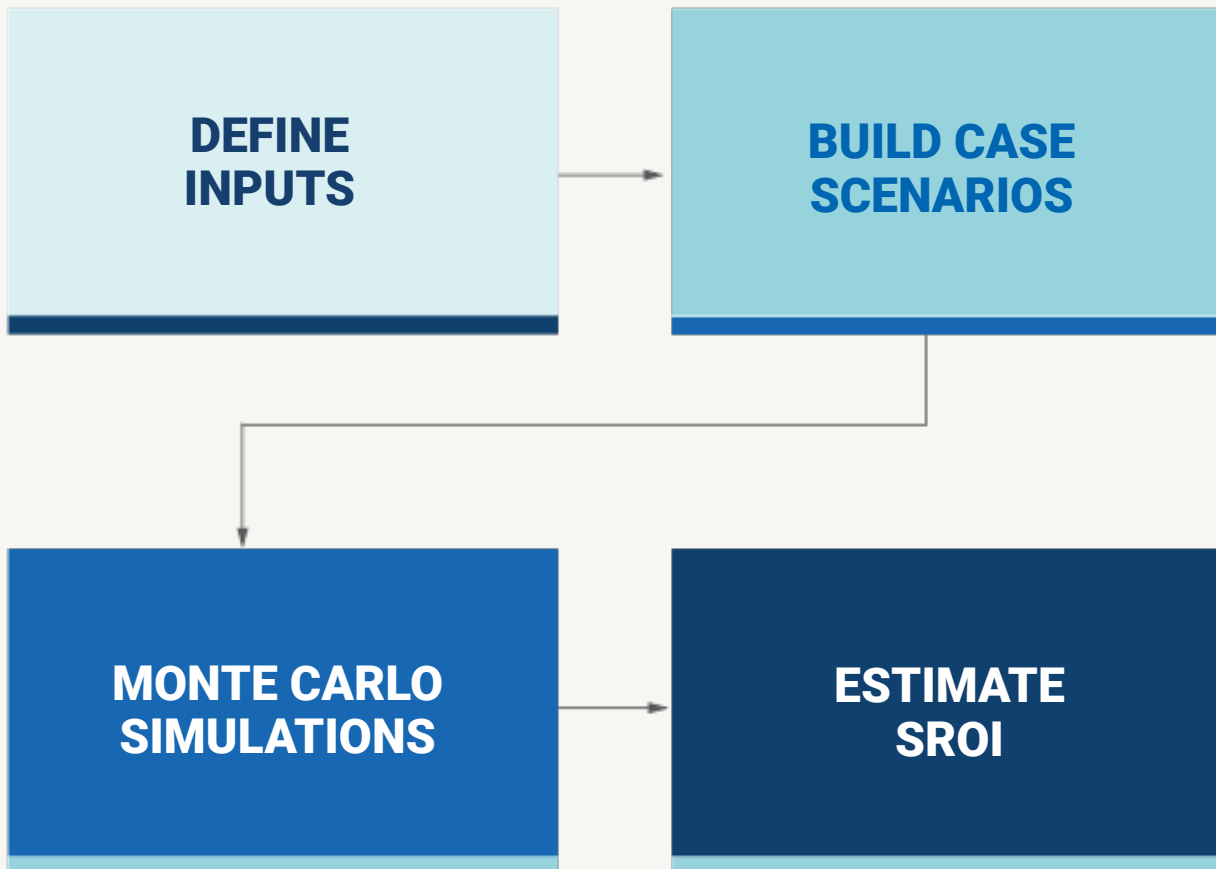 DEFINE
INPUTS
BUILD CASE
SCENARIOS
MONTE CARLO
SIMULATIONS
ESTIMATE
SROI